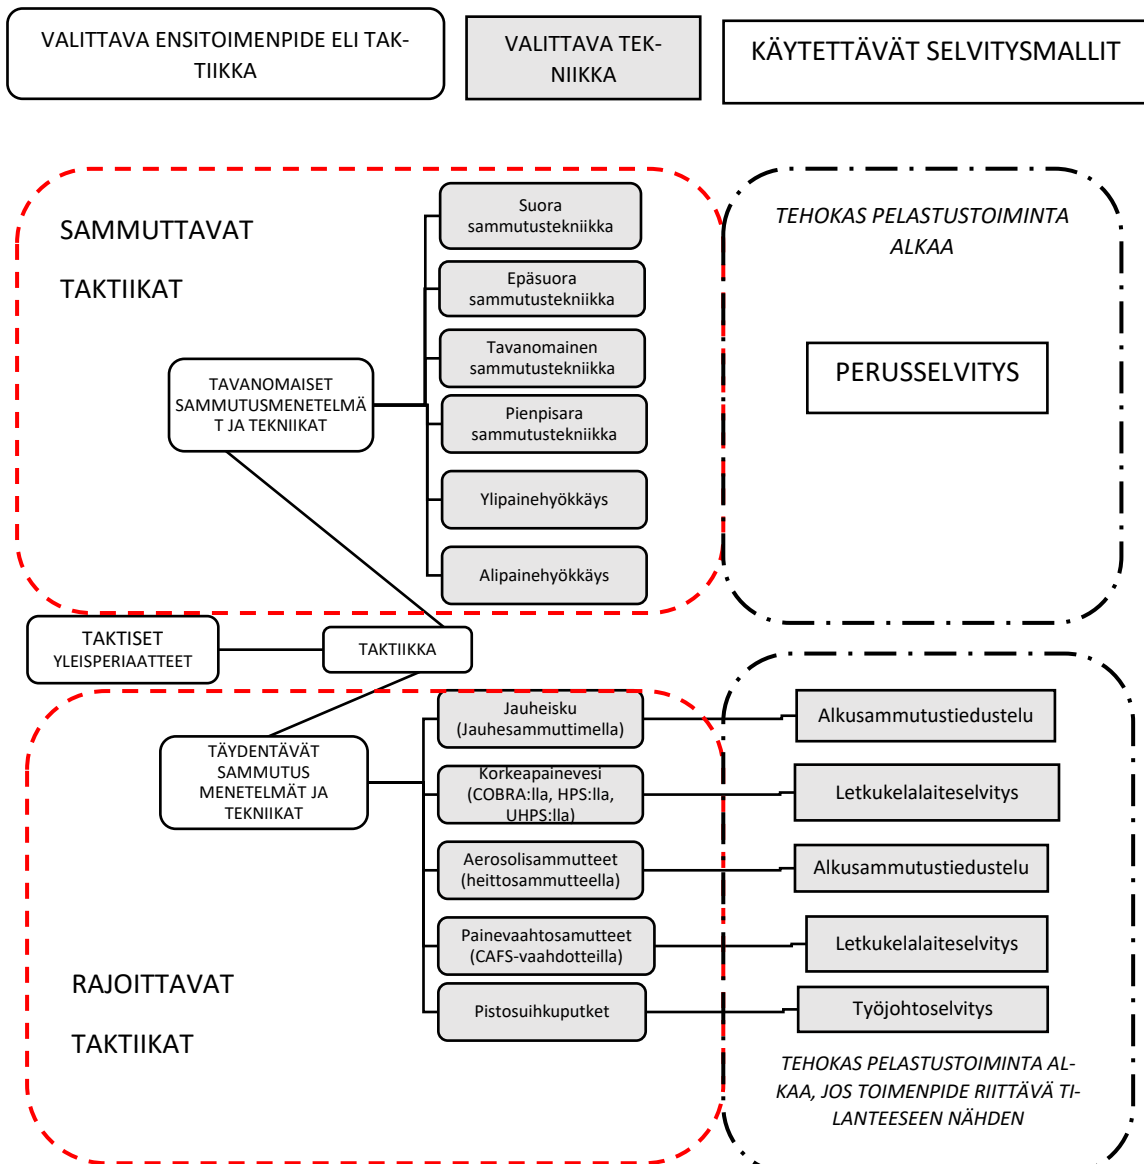 VALITTAVA ENSITOIMENPIDE ELI TAK-
TIIKKA
VALITTAVA TEK-
NIIKKA
KÄYTETTÄVÄT SELVITYSMALLIT
SAMMUTTAVAT
TAKTIIKAT
Suora
sammutustekniikka
Epäsuora
sammutustekniikka
Tavanomainen
sammutustekniikka
Pienpisara
sammutustekniikka
Ylipainehyökkäys
Alipainehyökkäys
TAVANOMAISET
SAMMUTUSMENETELMÄ
T JA TEKNIIKAT
TEHOKAS PELASTUSTOIMINTA
ALKAA
PERUSSELVITYS
TAKTISET
YLEISPERIAATTEET
TAKTIIKKA
TÄYDENTÄVÄT
SAMMUTUS
MENETELMÄT JA
TEKNIIKAT
Jauheisku
(Jauhesammuttimella)
Korkeapainevesi
(COBRA:lla, HPS:lla,
UHPS:lla)
Aerosolisammutteet
(heittosammutteella)
Painevaahtosamutteet
(CAFS-vaahdotteilla)
Pistosuihkuputket
Alkusammutustiedustelu
Letkukelalaiteselvitys
Alkusammutustiedustelu
Letkukelalaiteselvitys
Työjohtoselvitys
RAJOITTAVAT
TAKTIIKAT
TEHOKAS PELASTUSTOIMINTA AL-
KAA, JOS TOIMENPIDE RIITTÄVÄ TI-
LANTEESEEN NÄHDEN